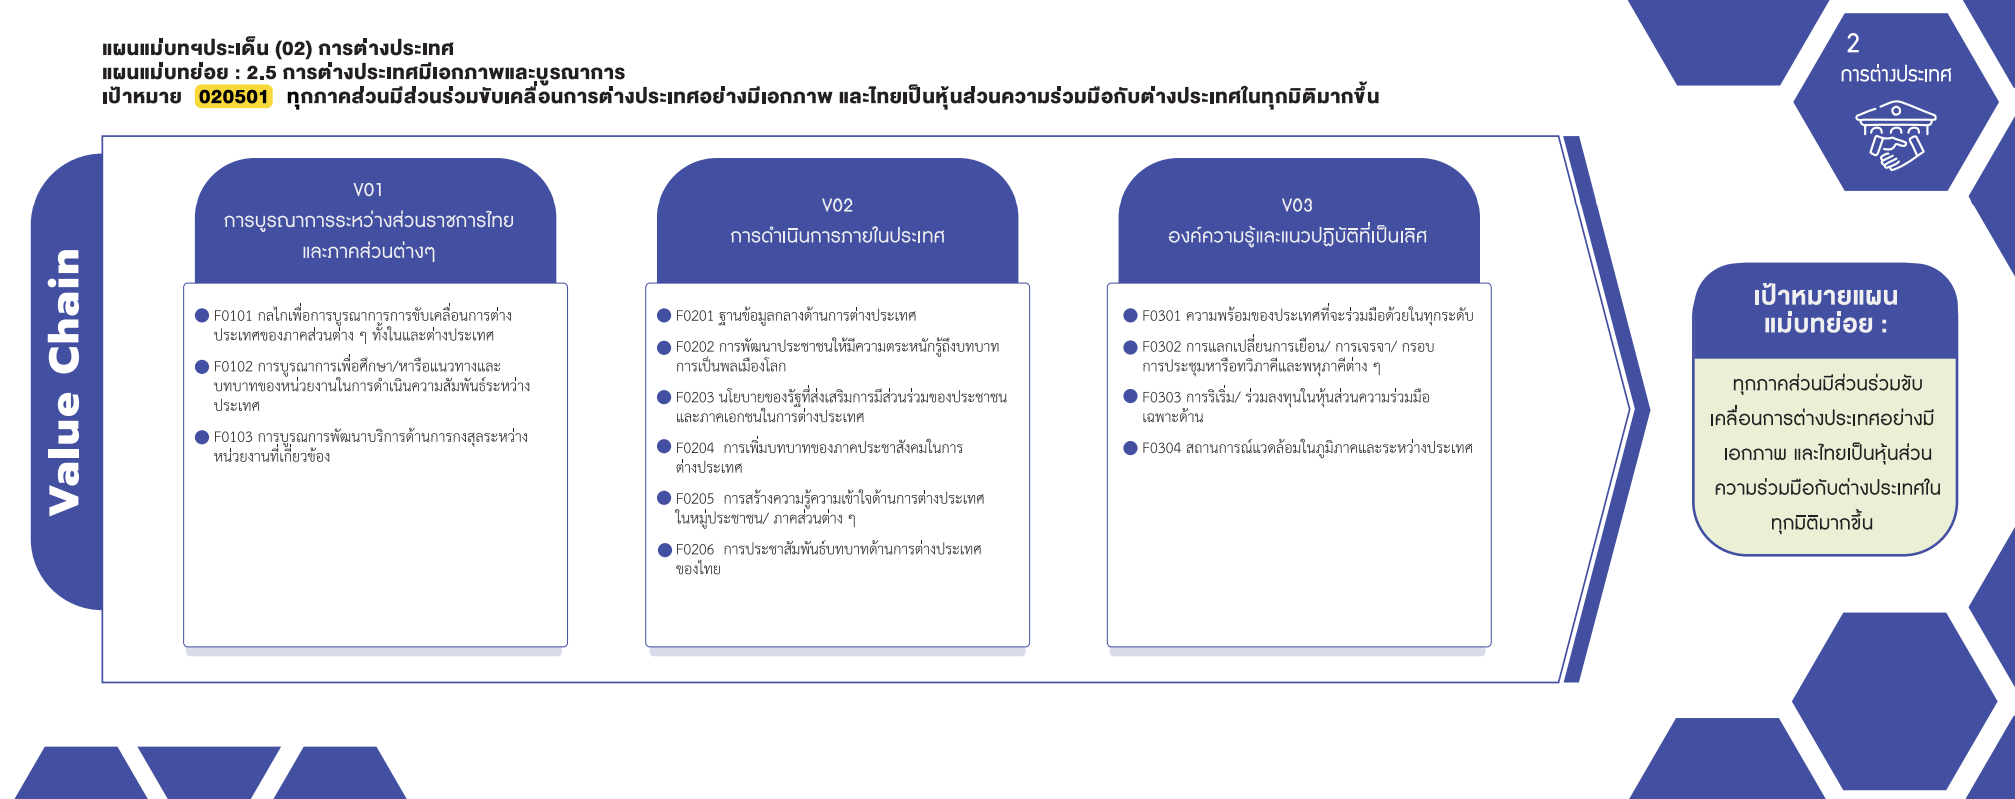 แผนแม่บทฯประเด็น (02) การต่างประเทศ
แผนแม่บทย่อย : 2.5 การต่างประเทศมีเอกภาพและบูรณาการ
เป้าหมาย 020501 ทุกภาคส่วนมีส่วนร่วมขับเคลื่อนการต่างประเทศอย่างมีเอกภาพ และไทยเป็นหุ้นส่วนความร่วมมือกับต่างประเทศในทุกมิติมากขึ้น
2
การต่างประเทศ
Value Chain
V01
การบูรณาการระหว่างส่วนราชการไทย
และภาคส่วนต่างๆ
F0101 กลไกเพื่อการบูรณาการการขับเคลื่อนการต่าง
ประเทศของภาคส่วนต่าง ๆ ทั้งในและต่างประเทศ
F0102 การบูรณาการเพื่อศึกษา/หารือแนวทางและ
บทบาทของหน่วยงานในการดำเนินความสัมพันธ์ระหว่าง
ประเทศ
F0103 การบูรณการพัฒนาบริการด้านการกงสุลระหว่าง
หน่วยงานที่เกี่ยวข้อง
V02
การดำเนินการภายในประเทศ
F0201 ฐานข้อมูลกลางด้านการต่างประเทศ
F0202 การพัฒนาประชาชนให้มีความตระหนักรู้ถึงบทบาท
การเป็นพลเมืองโลก
F0203 นโยบายของรัฐที่ส่งเสริมการมีส่วนร่วมของประชาชน
และภาคเอกชนในการต่างประเทศ
F0204 การเพิ่มบทบาทของภาคประชาสังคมในการ
ต่างประเทศ
F0205 การสร้างความรู้ความเข้าใจด้านการต่างประเทศ
ในหมู่ประชาชน/ ภาคส่วนต่าง ๆ
F0206 การประชาสัมพันธ์บทบาทด้านการต่างประเทศ
ของไทย
V03
องค์ความรู้และแนวปฏิบัติที่เป็นเลิศ
F0301 ความพร้อมของประเทศที่จะร่วมมือด้วยในทุกระดับ
F0302 การแลกเปลี่ยนการเยือน/ การเจรจา/ กรอบ
การประชุมหารือทวิภาคีและพหุภาคีต่าง ๆ
F0303 การริเริ่ม/ ร่วมลงทุนในหุ้นส่วนความร่วมมือ
เฉพาะด้าน
F0304 สถานการณ์แวดล้อมในภูมิภาคและระหว่างประเทศ
เป้าหมายแผน
แม่บทย่อย :
ทุกภาคส่วนมีส่วนร่วมขับ
เคลื่อนการต่างประเทศอย่างมี
เอกภาพ และไทยเป็นหุ้นส่วน
ความร่วมมือกับต่างประเทศใน
ทุกมิติมากขึ้น